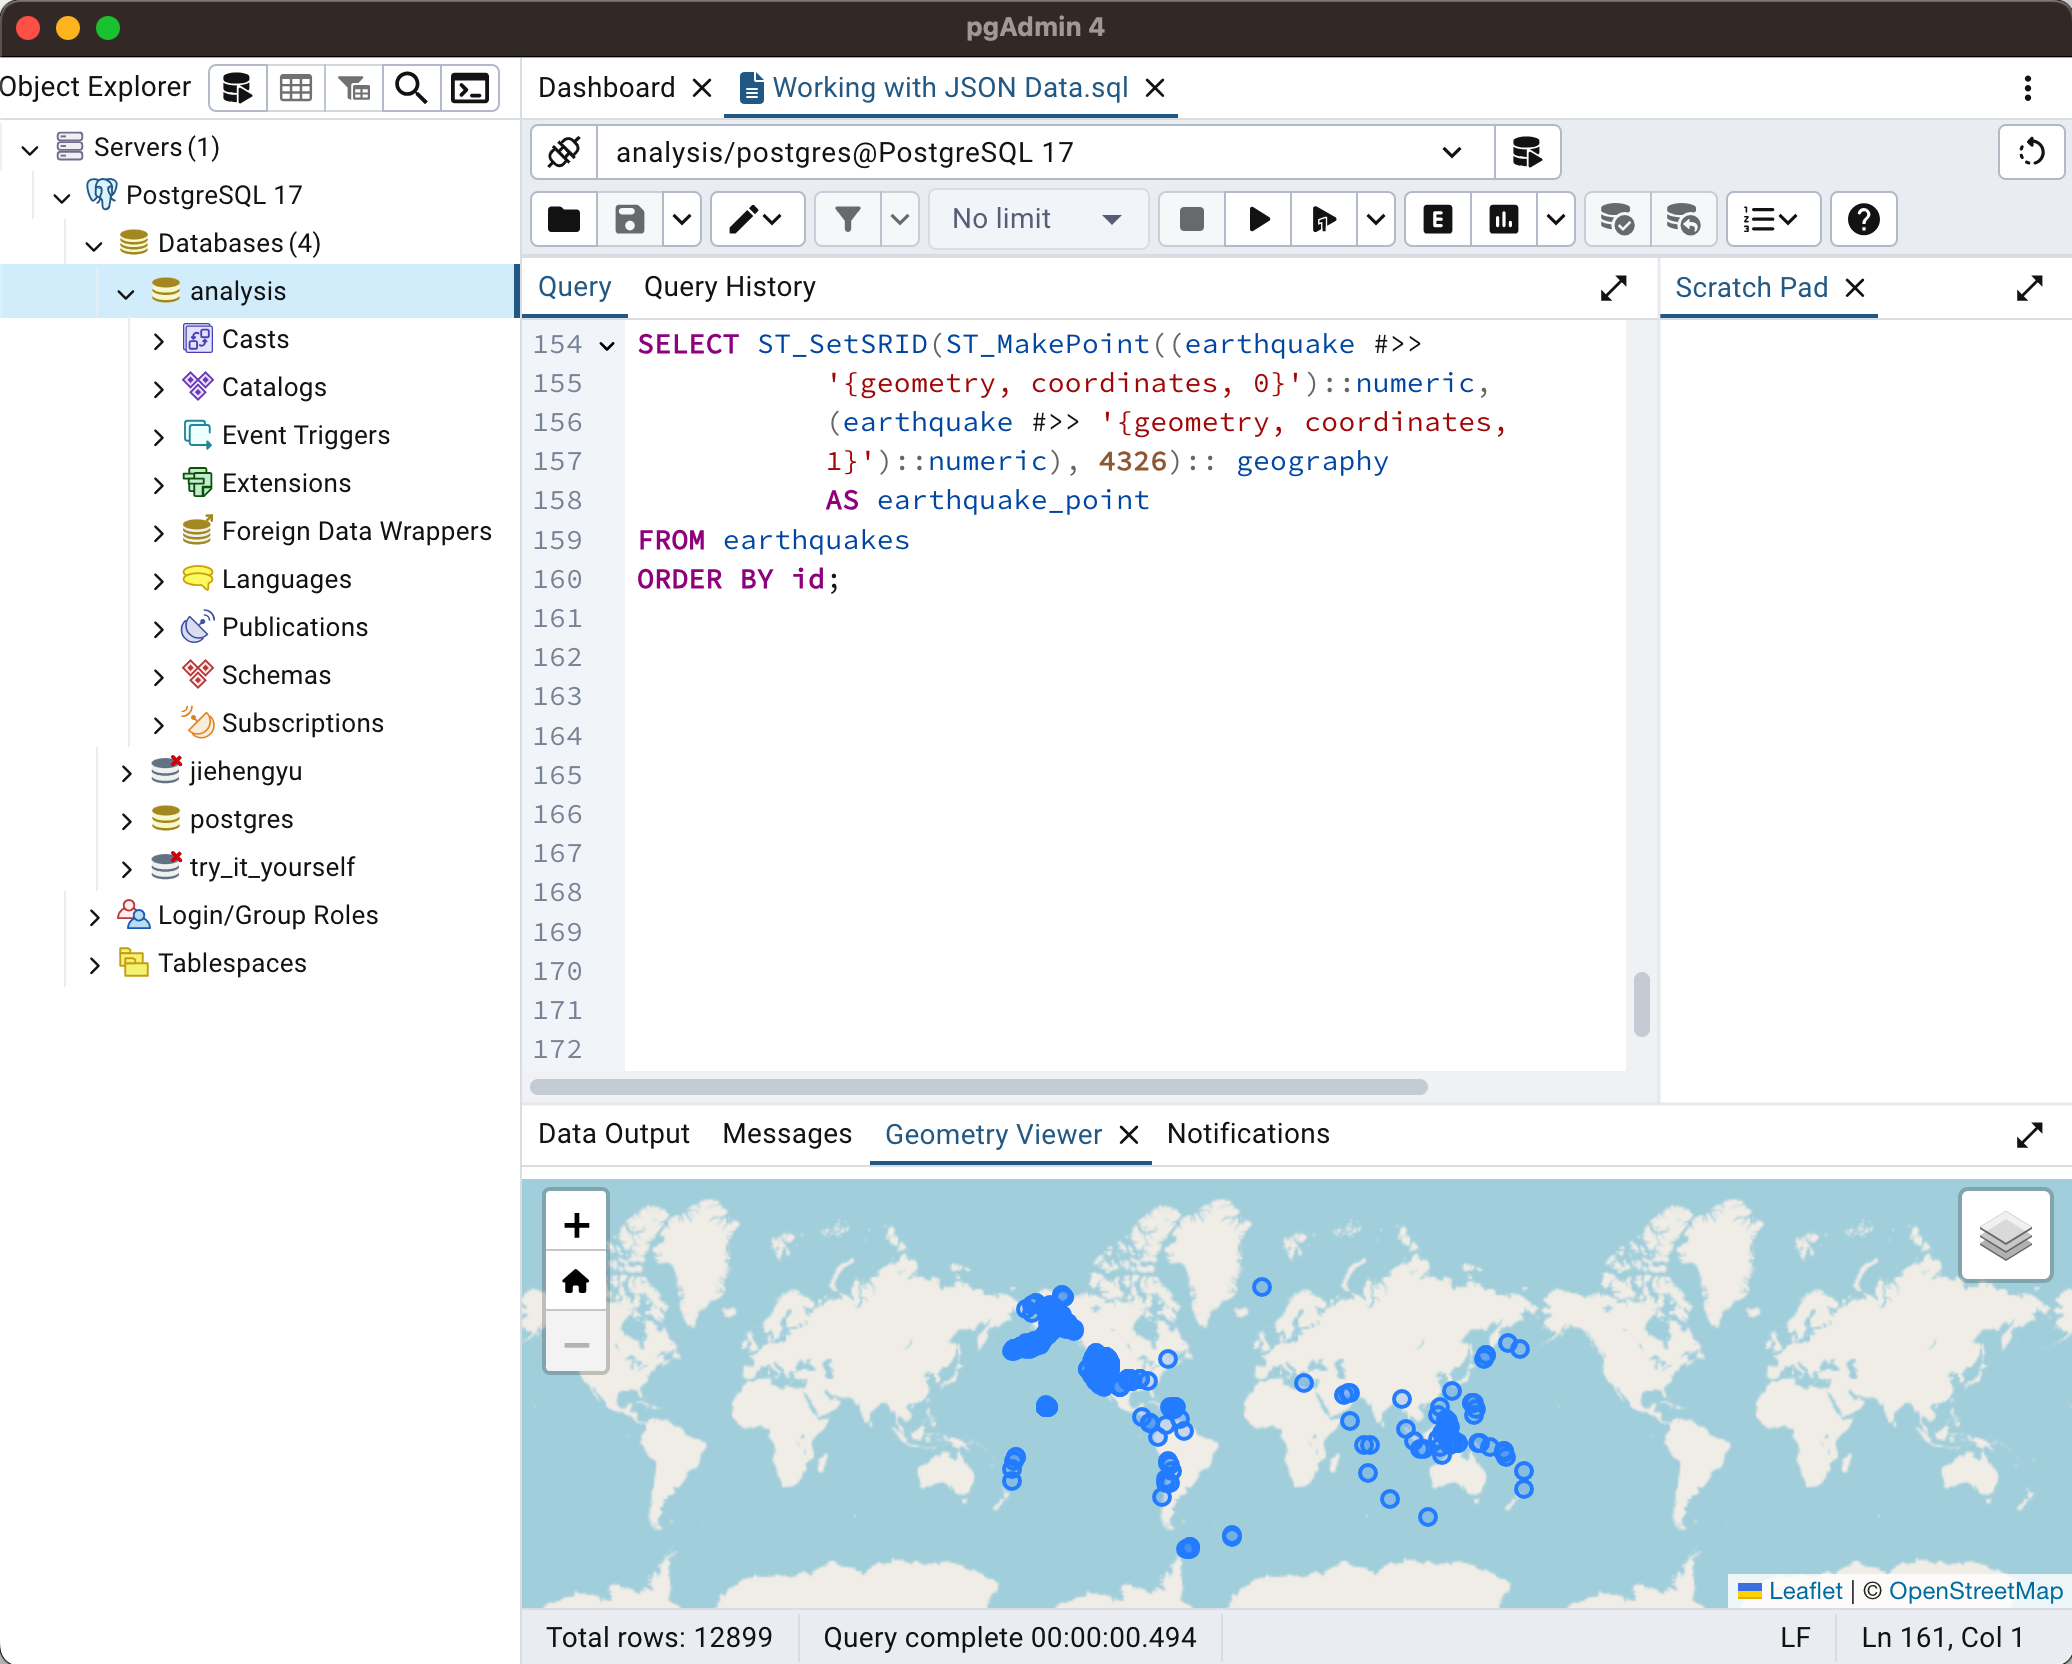 pgAdmin 4
Object Explorer
Servers (1)
PostgreSQL 17
Databases (4)
analysis
Casts
Catalogs
Event Triggers
Extensions
Foreign Data Wrappers
Languages
Publications
Schemas
Subscriptions
jiehengyu
postgres
try_it_yourself
Login/Group Roles
Tablespaces
Dashboard
Working with JSON Data.sql
analysis/postgres@PostgreSQL 17
No limit
E
Query Query History
Scratch Pad
154 SELECT ST_SetSRID(ST_MakePoint((earthquake #>>
155 '{geometry, coordinates, 0}')::numeric,
156 (earthquake #>> '{geometry, coordinates,
157 1}')::numeric), 4326):: geography
158 AS earthquake_point
159 FROM earthquakes
160 ORDER BY id;
161
162
163
164
165
166
167
168
169
170
171
172
Data Output Messages Geometry Viewer Notifications
Leaflet | © OpenStreetMap
Total rows: 12899 Query complete 00:00:00.494 LF Ln 161, Col 1